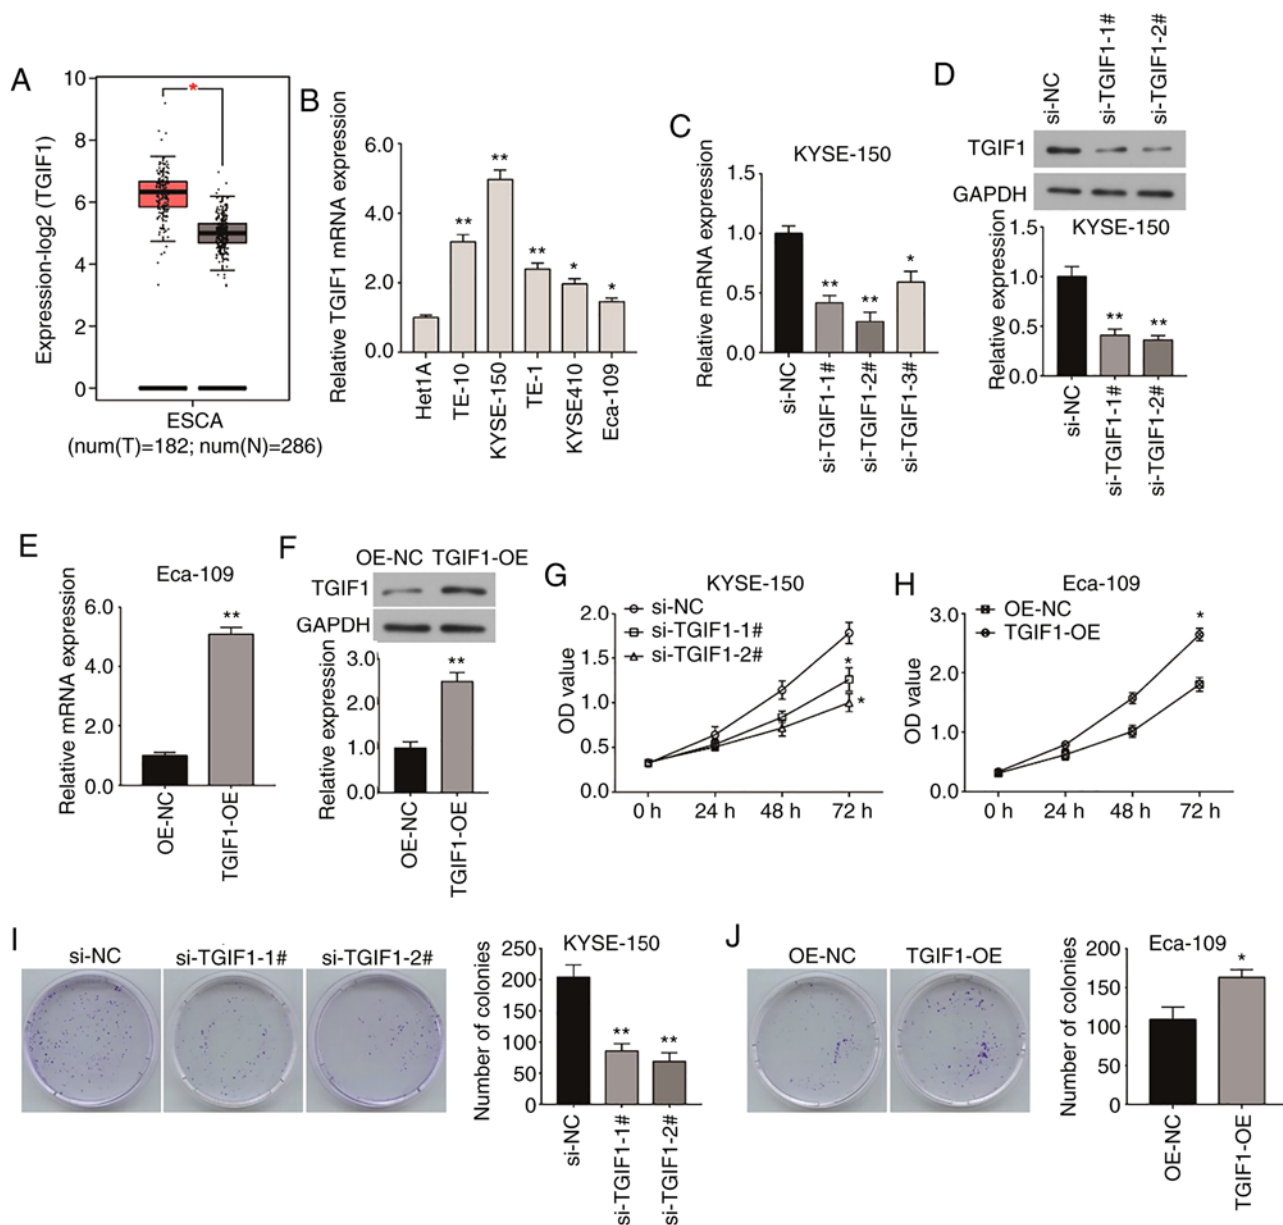 A
Expression-log2 (TGIF1)
10
8
6
4
2
0
*
ESCA
(num(T)=182; num(N)=286)
B
Relative TGIF1 mRNA expression
6.0
4.0
2.0
0.0
**
**
**
*
*
Het1A
TE-10
KYSE-150
TE-1
KYSE410
Eca-109
C
KYSE-150
Relative mRNA expression
1.5
1.0
0.5
0.0
**
**
*
si-NC
si-TGIF1-1#
si-TGIF1-2#
si-TGIF1-3#
D
si-NC
si-TGIF1-1#
si-TGIF1-2#
TGIF1
GAPDH
KYSE-150
Relative expression
1.5
1.0
0.5
0.0
**
**
si-NC
si-TGIF1-1#
si-TGIF1-2#
E
Eca-109
Relative mRNA expression
6.0
4.0
2.0
0.0
**
OE-NC
TGIF1-OE
F
OE-NC TGIF1-OE
TGIF1
GAPDH
Relative expression
3.0
2.0
1.0
0.0
**
OE-NC
TGIF1-OE
G
KYSE-150
OD value
2.0
1.5
1.0
0.5
0.0
si-NC
si-TGIF1-1#
si-TGIF1-2#
*
*
0 h 24 h 48 h 72 h
H
Eca-109
OD value
3.0
2.0
1.0
0.0
OE-NC
TGIF1-OE
*
0 h 24 h 48 h 72 h
I
si-NC si-TGIF1-1# si-TGIF1-2#
KYSE-150
Number of colonies
250
200
150
100
50
0
**
**
si-NC
si-TGIF1-1#
si-TGIF1-2#
J
OE-NC TGIF1-OE
Eca-109
Number of colonies
200
150
100
50
0
*
OE-NC
TGIF1-OE